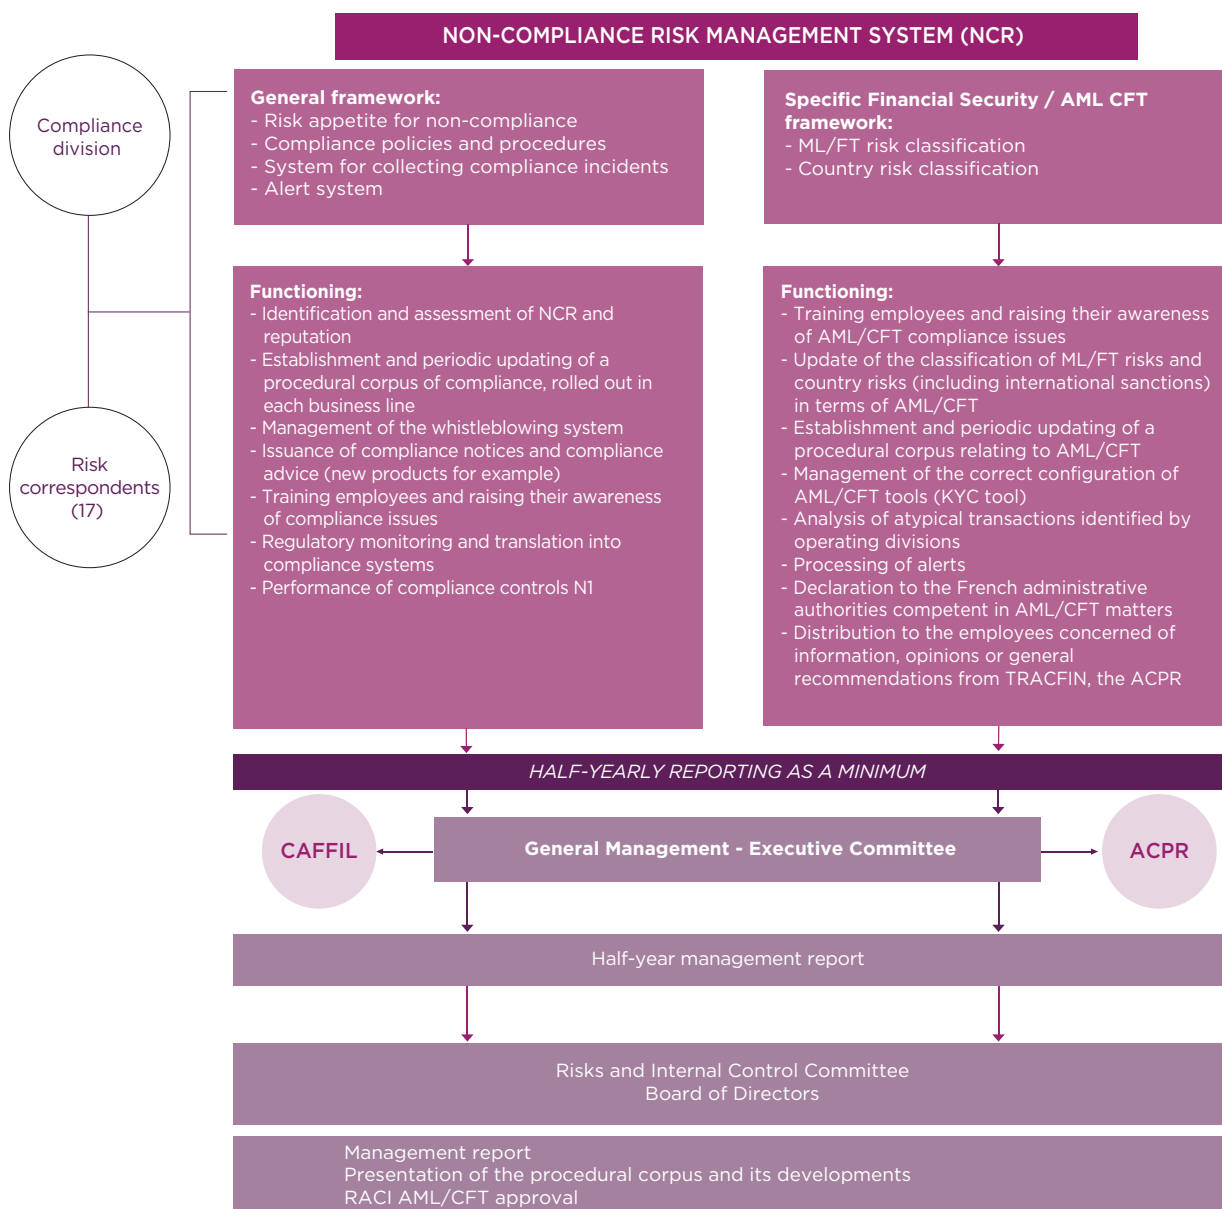 NON-COMPLIANCE RISK MANAGEMENT SYSTEM (NCR)
Compliance
division
Risk
correspondents
(17)
General framework:
- Risk appetite for non-compliance
- Compliance policies and procedures
- System for collecting compliance incidents
- Alert system
Specific Financial Security / AML CFT
framework:
- ML/FT risk classification
- Country risk classification
Functioning:
- Identification and assessment of NCR and
reputation
- Establishment and periodic updating of a
procedural corpus of compliance, rolled out in
each business line
- Management of the whistleblowing system
- Issuance of compliance notices and compliance
advice (new products for example)
- Training employees and raising their awareness
of compliance issues
- Regulatory monitoring and translation into
compliance systems
- Performance of compliance controls N1
Functioning:
- Training employees and raising their awareness
of AML/CFT compliance issues
- Update of the classification of ML/FT risks and
country risks (including international sanctions)
in terms of AML/CFT
- Establishment and periodic updating of a
procedural corpus relating to AML/CFT
- Management of the correct configuration of
AML/CFT tools (KYC tool)
- Analysis of atypical transactions identified by
operating divisions
- Processing of alerts
- Declaration to the French administrative
authorities competent in AML/CFT matters
- Distribution to the employees concerned of
information, opinions or general
recommendations from TRACFIN, the ACPR
HALF-YEARLY REPORTING AS A MINIMUM
CAFFIL
General Management - Executive Committee
ACPR
Half-year management report
Risks and Internal Control Committee
Board of Directors
Management report
Presentation of the procedural corpus and its developments
RACI AML/CFT approval